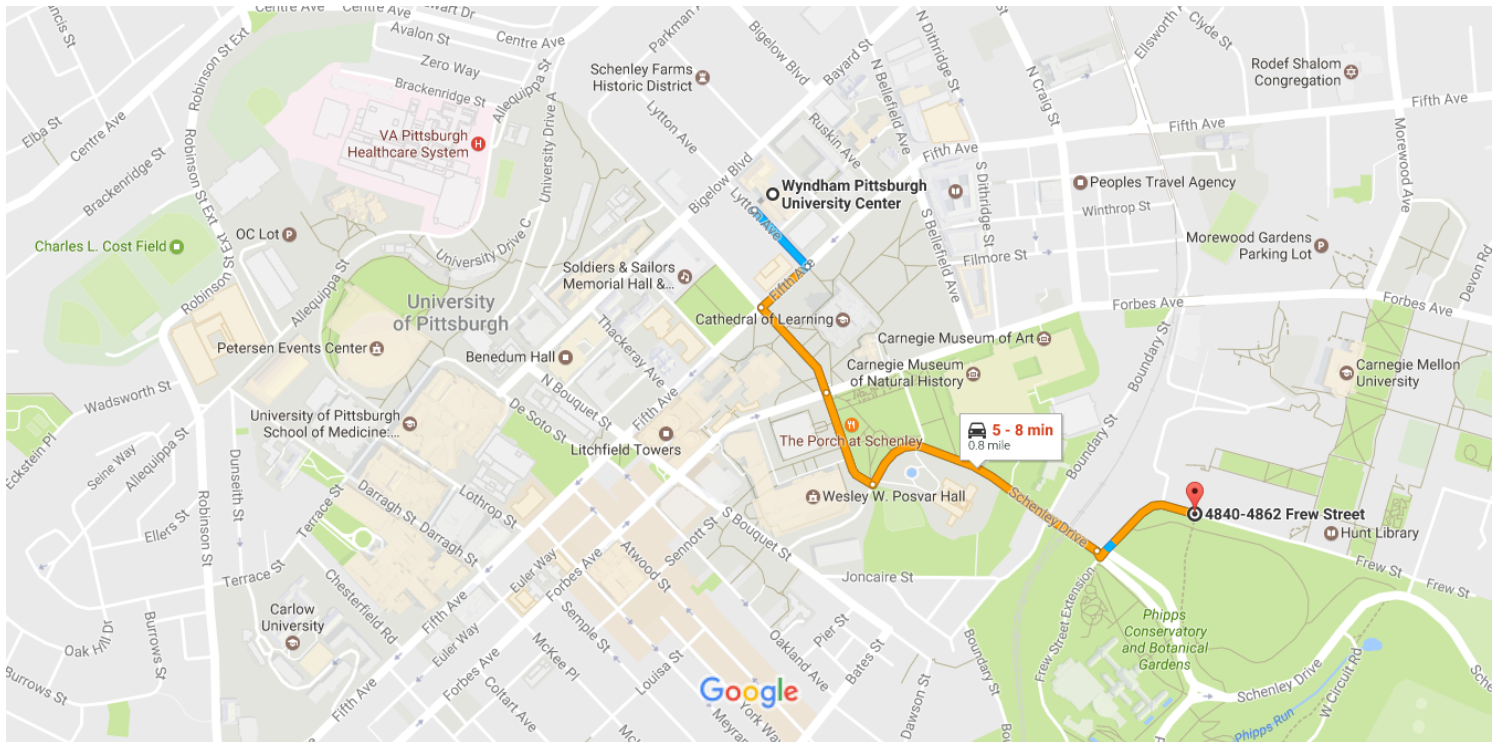 Centre Ave
Centre Ave
Stewart Dr
Avalon St
Centre Ave
Zero Way
Parkman Ave
Bigelow Blvd
Bayard St
N Dithridge St
N Craig St
Ellsworth Ave
Clyde St
Rodef Shalom
Congregation
Francis St
Robinson St Ext
Brackenridge St
Allequippa St
University Drive A
Schenley Farms
Historic District
N Bellefield Ave
Ruskin Ave
Fifth Ave
Fifth Ave
Elba St
Centre Ave
VA Pittsburgh
Healthcare System
H
Lytton Ave
Fifth Ave
Morewood Ave
Brackenridge St
Robinson St Ext
Bigelow Blvd
Wyndham Pittsburgh
University Center
S Dithridge St
Peoples Travel Agency
Winthrop St
Lytton Ave
S Bellefield Ave
Charles L. Cost Field
OC Lot
P
University Drive C
Morewood Gardens
Parking Lot
P
Filmore St
Devon Rd
Robinson St Ext
Allequippa St
Soldiers & Sailors
Memorial Hall &...
Fifth Ave
University
of Pittsburgh
Forbes Ave
Forbes Ave
Cathedral of Learning
Petersen Events Center
Thackeray Ave
Carnegie Museum of Art
Boundary St
Benedum Hall
Carnegie Museum
of Natural History
Carnegie Mellon
University
Wadsworth St
N Bouquet St
Fifth Ave
De Soto St
University of Pittsburgh
School of Medicine:...
5 - 8 min
0.8 mile
The Porch at Schenley
Eckstein Pl
Seine Way
Allequippa St
Dunseith St
Litchfield Towers
Boundary St
Lothrop St
Wesley W. Posvar Hall
Schenley Drive
4840-4862 Frew Street
Hunt Library
Terrace St
Darragh St
Darragh St
Ellers St
Robinson St
S Bouquet St
Sennott St
Atwood St
Forbes Ave
Euler Way
Joncaire St
Frew St
Frew St
Terrace St
Chesterfield Rd
Fifth Ave
Frew Street Extension
Carlow
University
Semple St
Pier St
Phipps
Conservatory
and Botanical
Gardens
Oak Hill Dr
Burrows St
Euler Way
McKee Pl
Louisa St
Oakland Ave
Bates St
Boundary St
Burrows St
Forbes Ave
Coltart Ave
Google
Dawson St
Schenley Drive
W Circuit Rd
Fifth Ave
York Way
Phipps Run